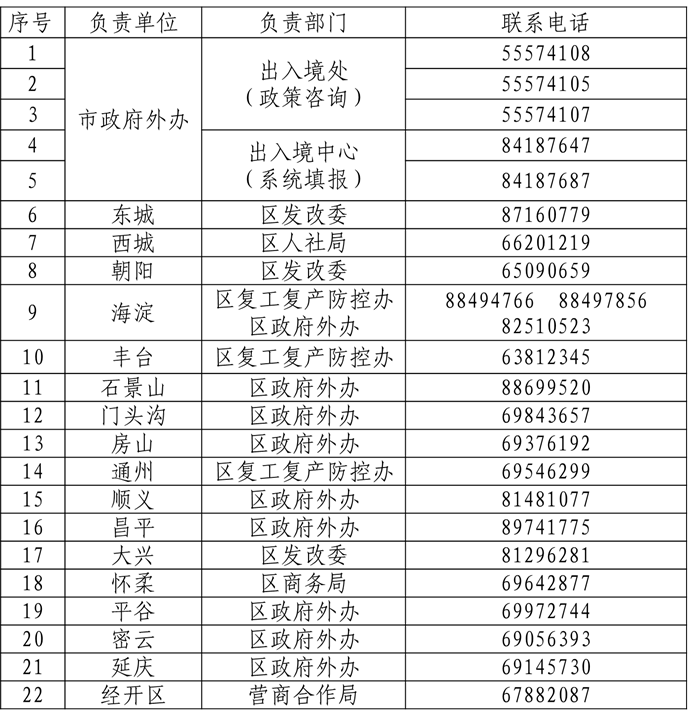 序号 负责单位 负责部门 联系电话
1 市政府外办 出入境处（政策咨询） 55574108
2 55574105
3 55574107
4 出入境中心（系统填报） 84187647
5 84187687
6 东城 区发改委 87160779
7 西城 区人社局 66201219
8 朝阳 区发改委 65090659
9 海淀 区复工复产防控办 88494766 88497856
区政府外办 82510523
10 丰台 区复工复产防控办 63812345
11 石景山 区政府外办 88699520
12 门头沟 区政府外办 69843657
13 房山 区政府外办 69376192
14 通州 区复工复产防控办 69546299
15 顺义 区政府外办 81481077
16 昌平 区政府外办 89741775
17 大兴 区发改委 81296281
18 怀柔 区商务局 69642877
19 平谷 区政府外办 69972744
20 密云 区政府外办 69056393
21 延庆 区政府外办 69145730
22 经开区 营商合作局 67882087